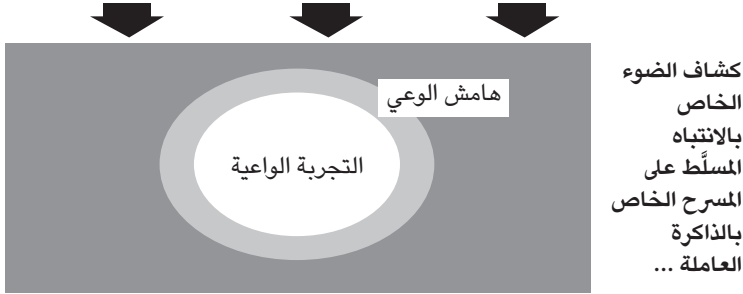 كشاف الضوء
الخاص
بالانتباه
المسلَّط على
المسرح الخاص
بالذاكرة
العاملة ...
هامش الوعي
التجربة الواعية